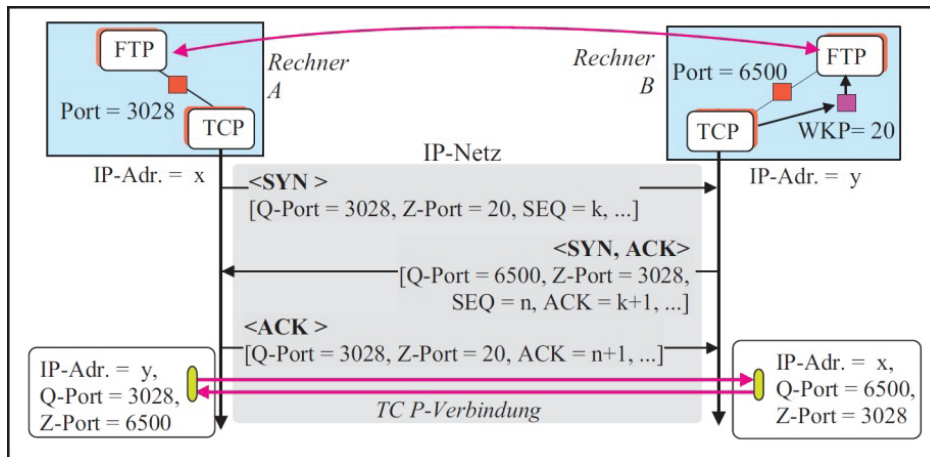 FTP
Rechner
A
Port = 3028
TCP
IP-Adr. = x
Rechner
B
Port = 6500
FTP
TCP
WKP= 20
IP-Adr. = y
IP-Netz
<SYN >
[Q-Port = 3028, Z-Port = 20, SEQ = k, ...]
<SYN, ACK>
[Q-Port = 6500, Z-Port = 3028,
SEQ = n, ACK = k+1, ...]
<ACK >
[Q-Port = 3028, Z-Port = 20, ACK = n+1, ...]
IP-Adr. = y,
Q-Port = 3028,
Z-Port = 6500
TC P-Verbindung
IP-Adr. = x,
Q-Port = 6500,
Z-Port = 3028